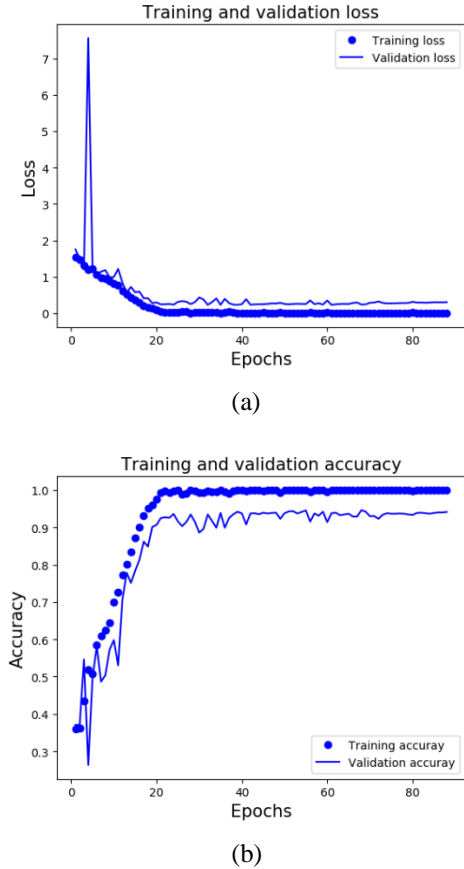 Training and validation loss
7
6
5
4
3
2
1
0
Loss
Training loss
Validation loss
0
20
40
60
80
Epochs
(a)
Training and validation accuracy
1.0
0.9
0.8
0.7
0.6
0.5
0.4
0.3
Accuracy
Training accuray
Validation accuray
0
20
40
60
80
Epochs
(b)